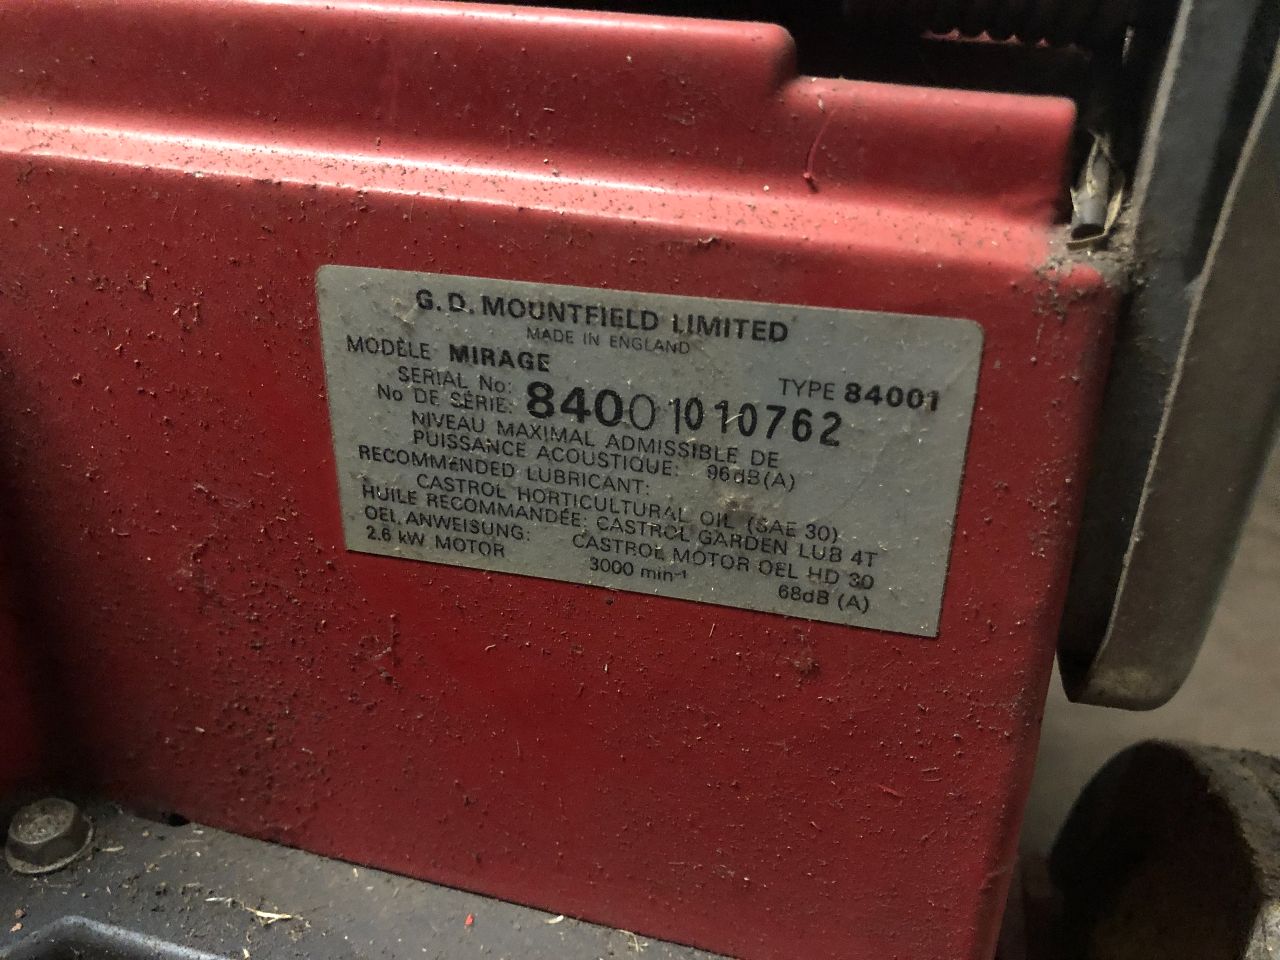 G.D. MOUNTFIELD LIMITED
MADE IN ENGLAND
MODÈLE MIRAGE TYPE 84001
SERIAL No:
No DE SÉRIE: 84001010762
NIVEAU MAXIMAL ADMISSIBLE DE
PUISSANCE ACOUSTIQUE: 96dB(A)
RECOMMENDED LUBRICANT:
CASTROL HORTICULTURAL OIL (SAE 30)
HUILE RECOMMANDÉE: CASTROL GARDEN LUB 4T
OEL. ANWEISUNG: CASTROL MOTOR OEL HD 30
2.6 kW MOTOR 3000 min⁻¹ 68dB (A)